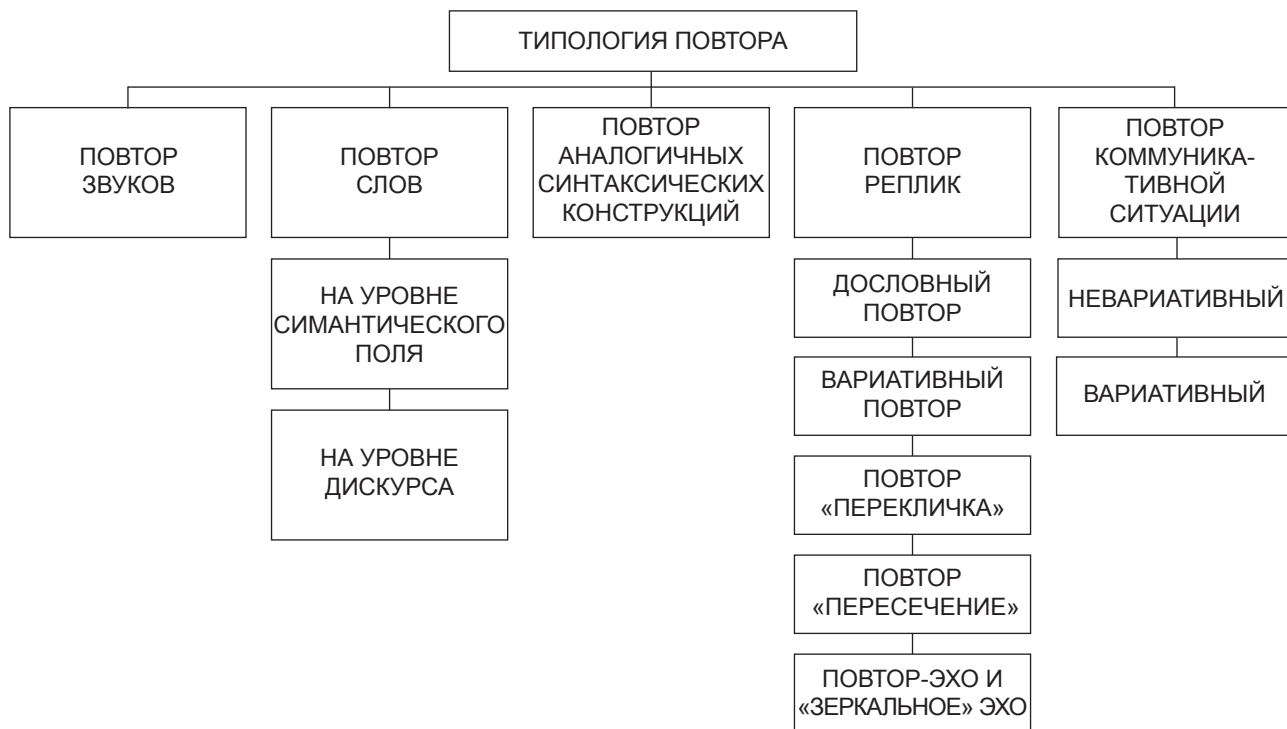 ТИПОЛОГИЯ ПОВТОРА
ПОВТОР
ЗВУКОВ
ПОВТОР
СЛОВ
ПОВТОР
АНАЛОГИЧНЫХ
СИНТАКСИЧЕСКИХ
КОНСТРУКЦИЙ
ПОВТОР
РЕПЛИК
ПОВТОР
КОММУНИКА-
ТИВНОЙ
СИТУАЦИИ
НА УРОВНЕ
СИМАНТИЧЕСКОГО
ПОЛЯ
НА УРОВНЕ
ДИСКУРСА
ДОСЛОВНЫЙ
ПОВТОР
ВАРИАТИВНЫЙ
ПОВТОР
ПОВТОР
«ПЕРЕКЛИЧКА»
ПОВТОР
«ПЕРЕСЕЧЕНИЕ»
ПОВТОР-ЭХО И
«ЗЕРКАЛЬНОЕ» ЭХО
НЕВАРИАТИВНЫЙ
ВАРИАТИВНЫЙ